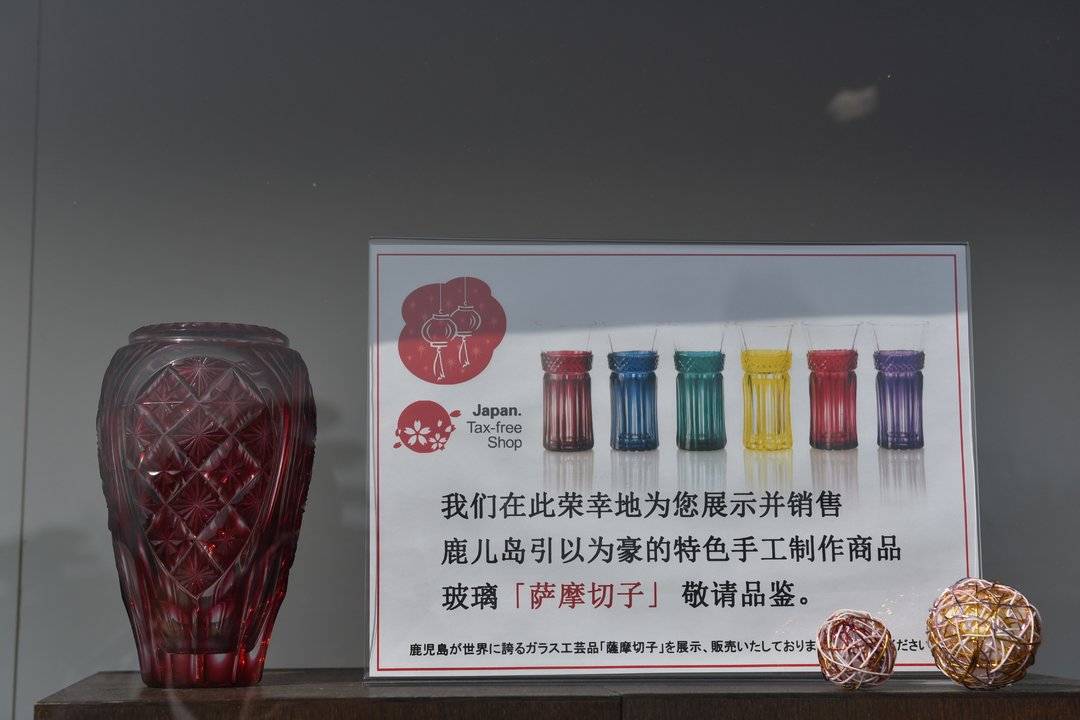 Japan.
Tax-free
Shop
我们在此荣幸地为您展示并销售
鹿儿岛引以为豪的特色手工制作商品
玻璃「萨摩切子」 敬请品鉴。
鹿児島が世界に誇るガラス工芸品「薩摩切子」を展示、販売いたしておりま ださい